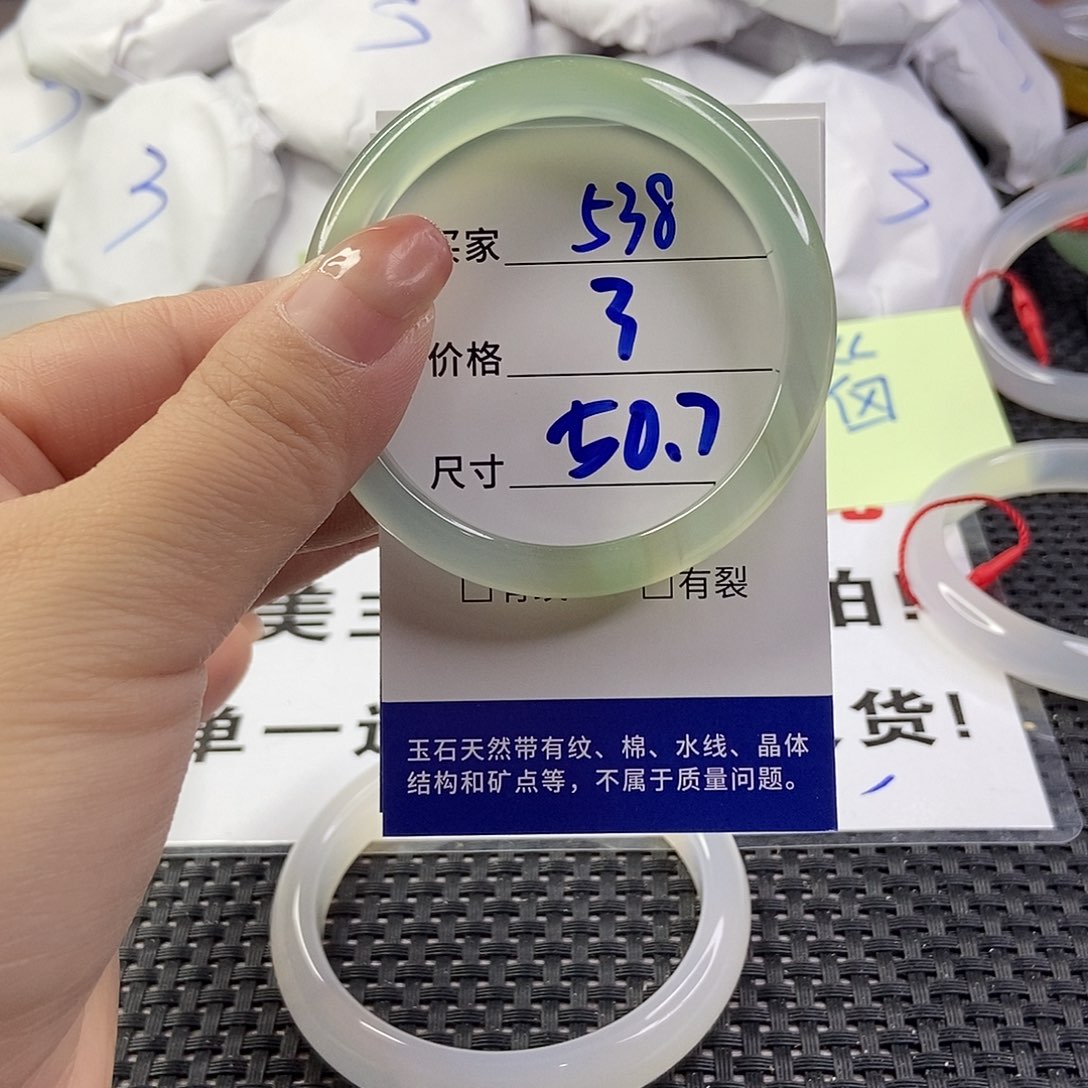 3
3
3
买家 538
价格 3
尺寸 50.7
有裂
单一 货!
玉石天然带有纹、棉、水线、晶体
结构和矿点等，不属于质量问题。